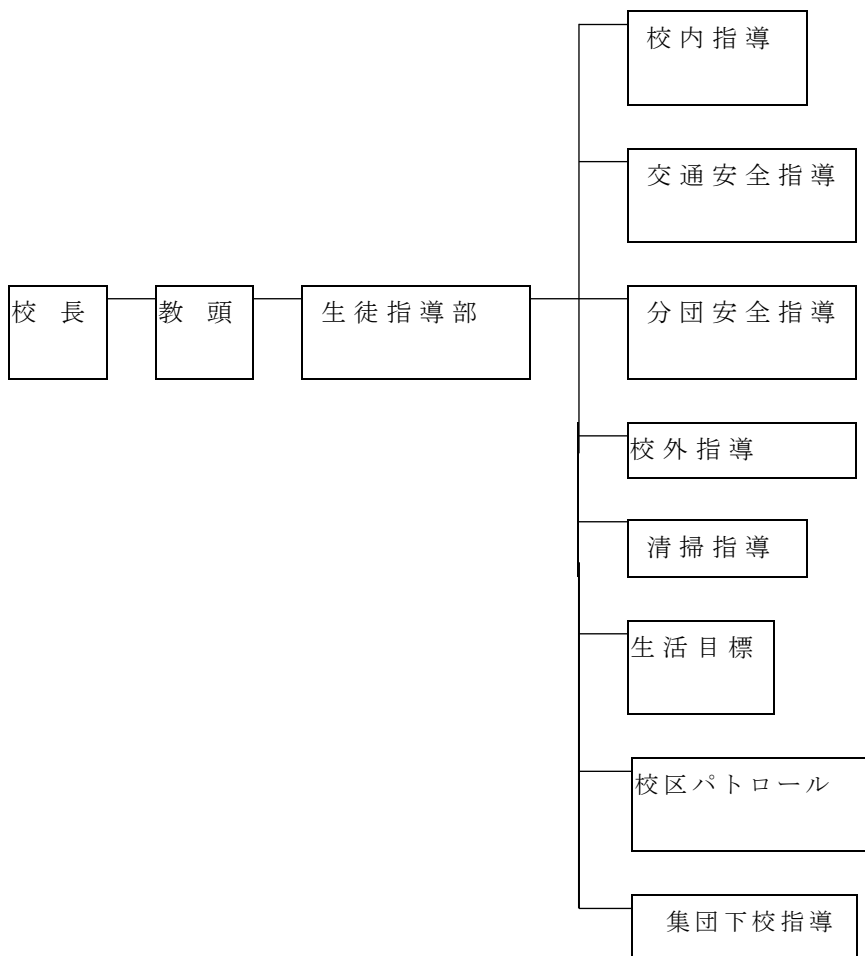 校内指導
交通安全指導
校長
教頭
生徒指導部
分団安全指導
校外指導
清掃指導
生活目標
校区パトロール
集団下校指導